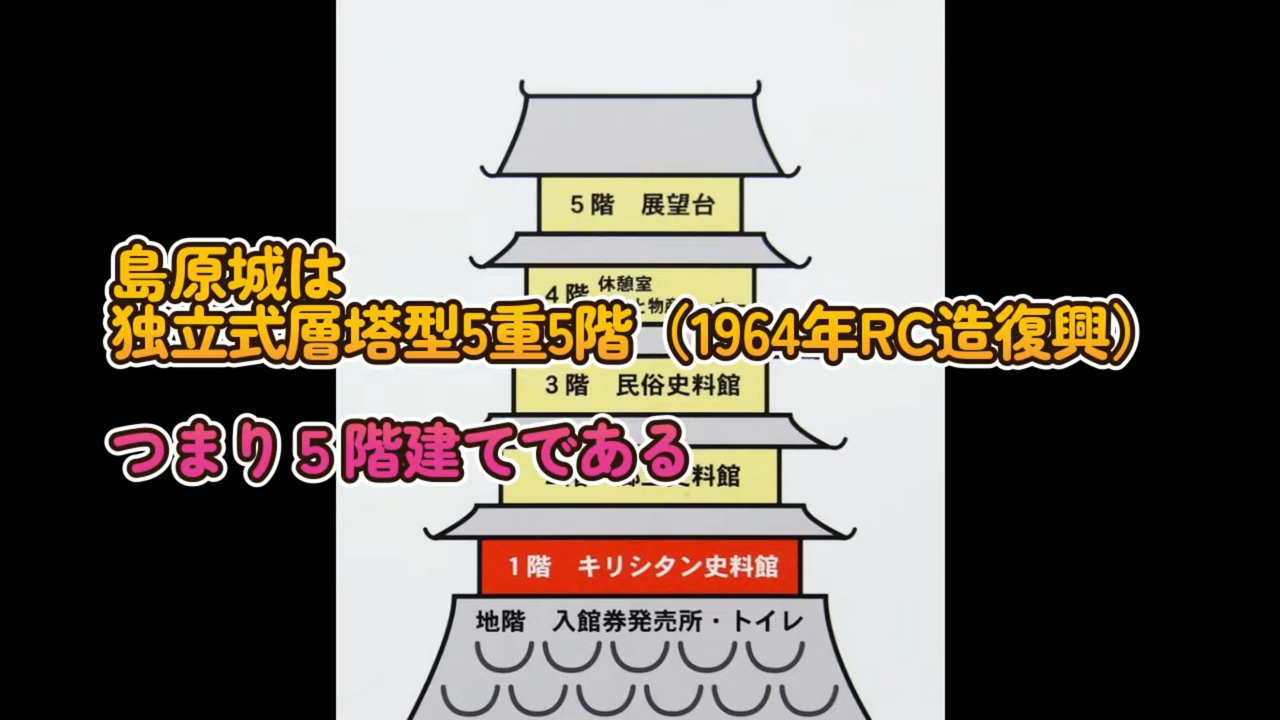 5階 展望台
休憩室
4階
島原城は
独立式層塔型5重5階（1964年RC造復興）
3階 民俗史料館
つまり５階建てである
史料館
1階 キリシタン史料館
地階 入館券発売所・トイレ